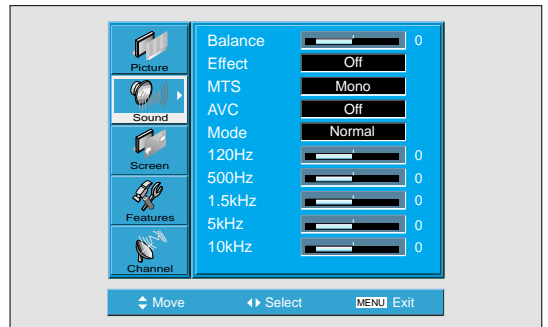 Picture
Sound
Screen
Features
Channel
Balance 0
Effect Off
MTS Mono
AVC Off
Mode Normal
120Hz 0
500Hz 0
1.5kHz 0
5kHz 0
10kHz 0
Move Select MENU Exit